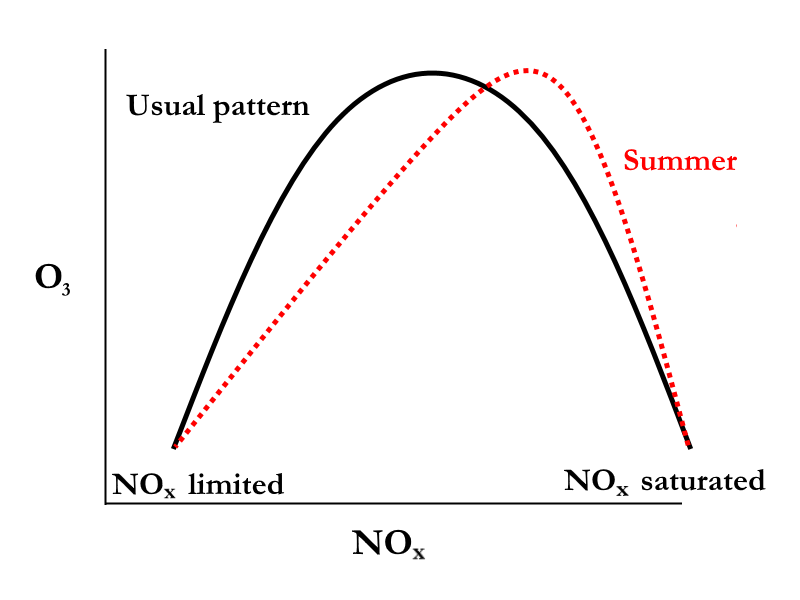 Usual pattern
Summer
O₃
NOₓ limited
NOₓ saturated
NOₓ